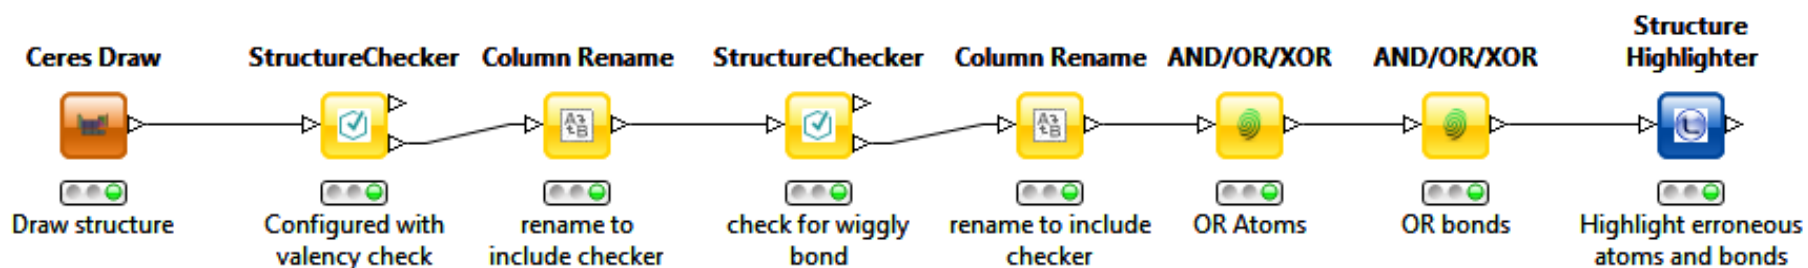 Ceres Draw
StructureChecker
Column Rename
StructureChecker
Column Rename
AND/OR/XOR
AND/OR/XOR
Structure
Highlighter
Draw structure
Configured with
valency check
rename to
include checker
check for wiggly
bond
rename to include
checker
OR Atoms
OR bonds
Highlight erroneous
atoms and bonds